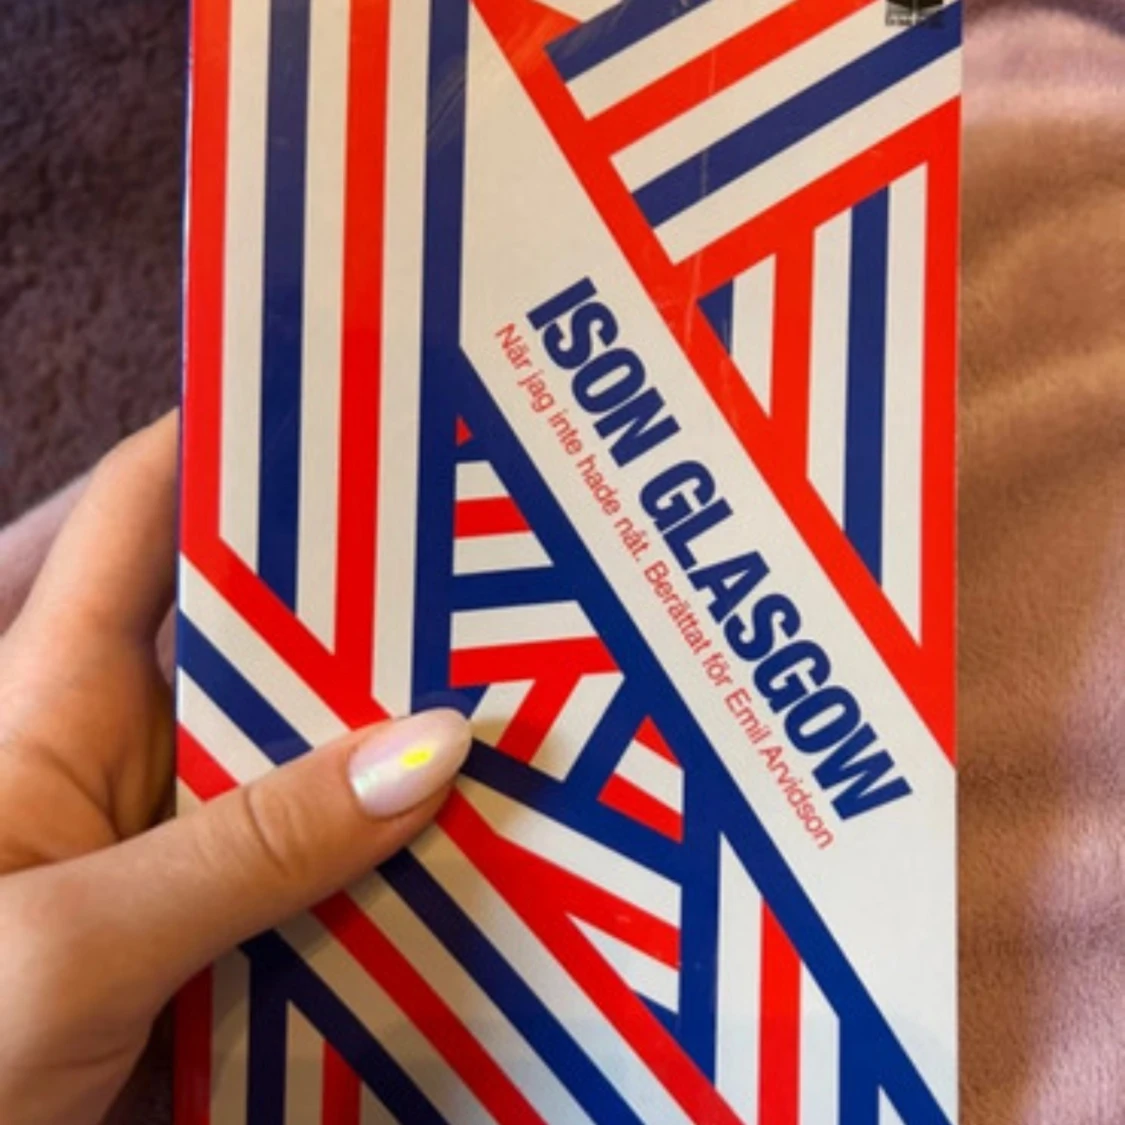 ISON GLASGOW
När jag inte hade nåt. Berättat för Emil Arvidson